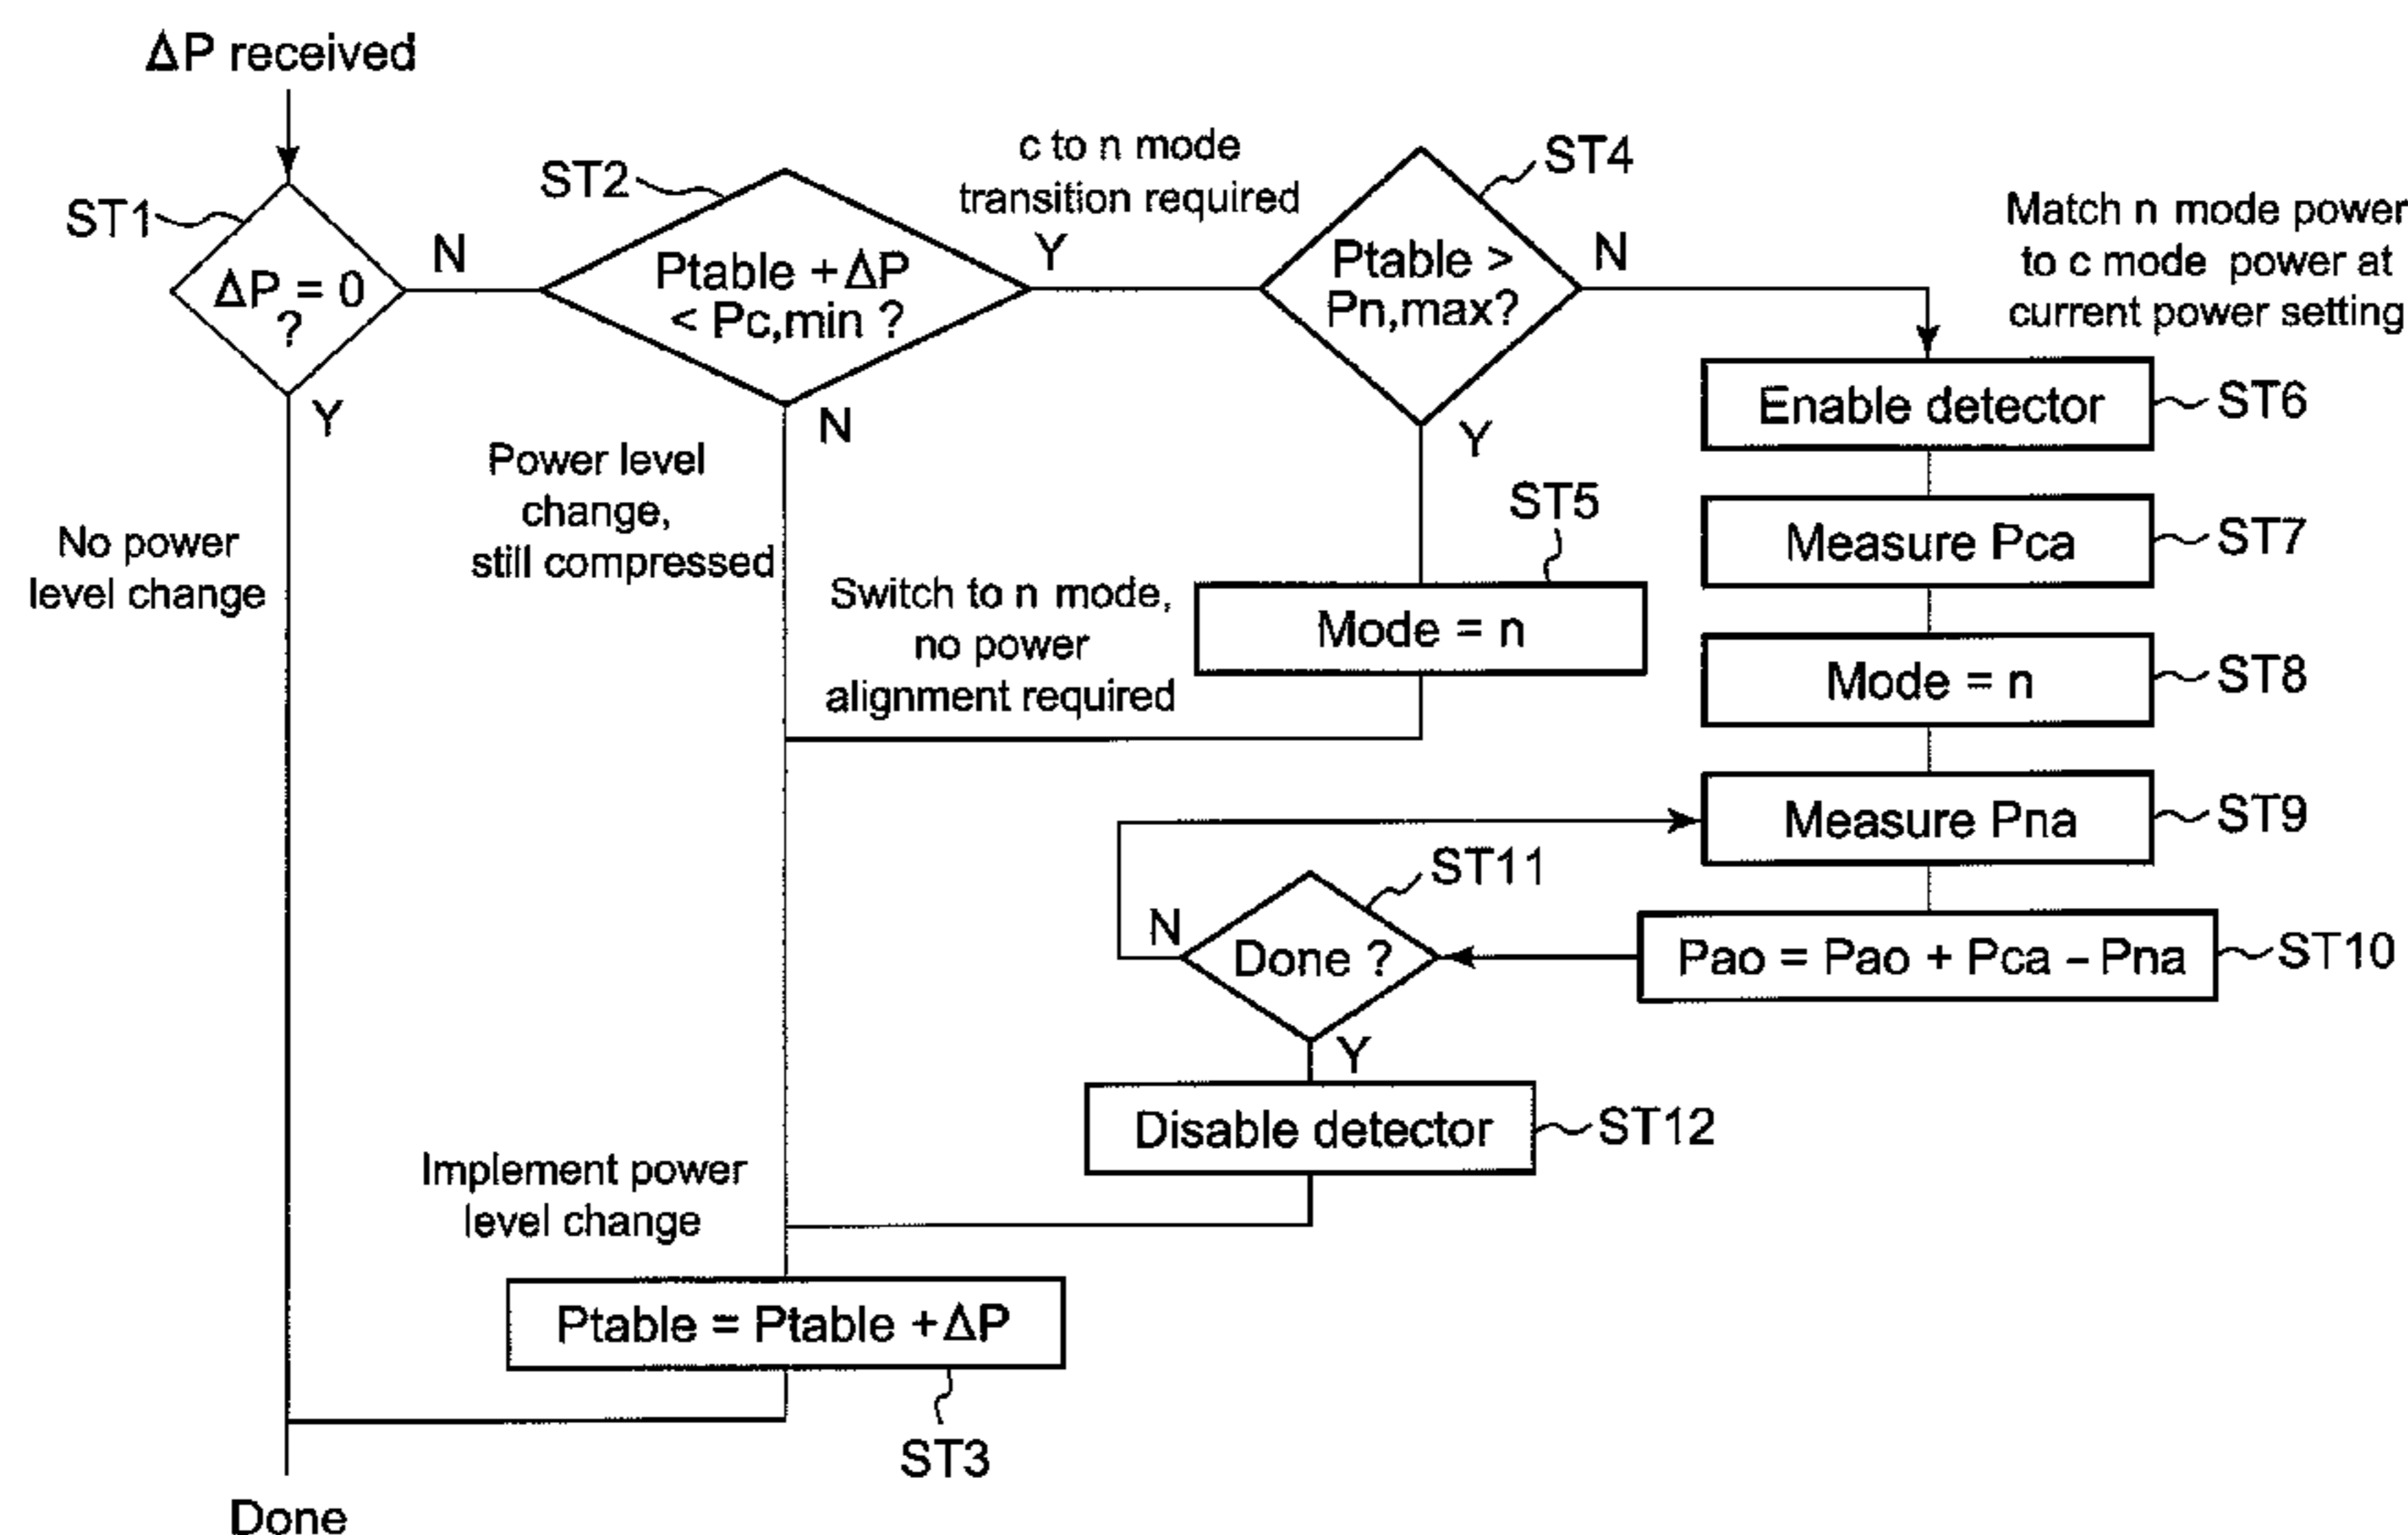 ΔP received
ST1
ΔP = 0
?
N
Y
No power
level change
ST2
Ptable + ΔP
< Pc,min ?
Y
N
c to n mode
transition required
Power level
change,
still compressed
ST4
Ptable >
Pn,max?
N
Y
Match n mode power
to c mode power at
current power setting
ST5
Mode = n
Switch to n mode,
no power
alignment required
Enable detector
ST6
Measure Pca
ST7
Mode = n
ST8
Measure Pna
ST9
Pao = Pao + Pca – Pna
ST10
ST11
Done ?
N
Y
Disable detector
ST12
Implement power
level change
Ptable = Ptable + ΔP
ST3
Done